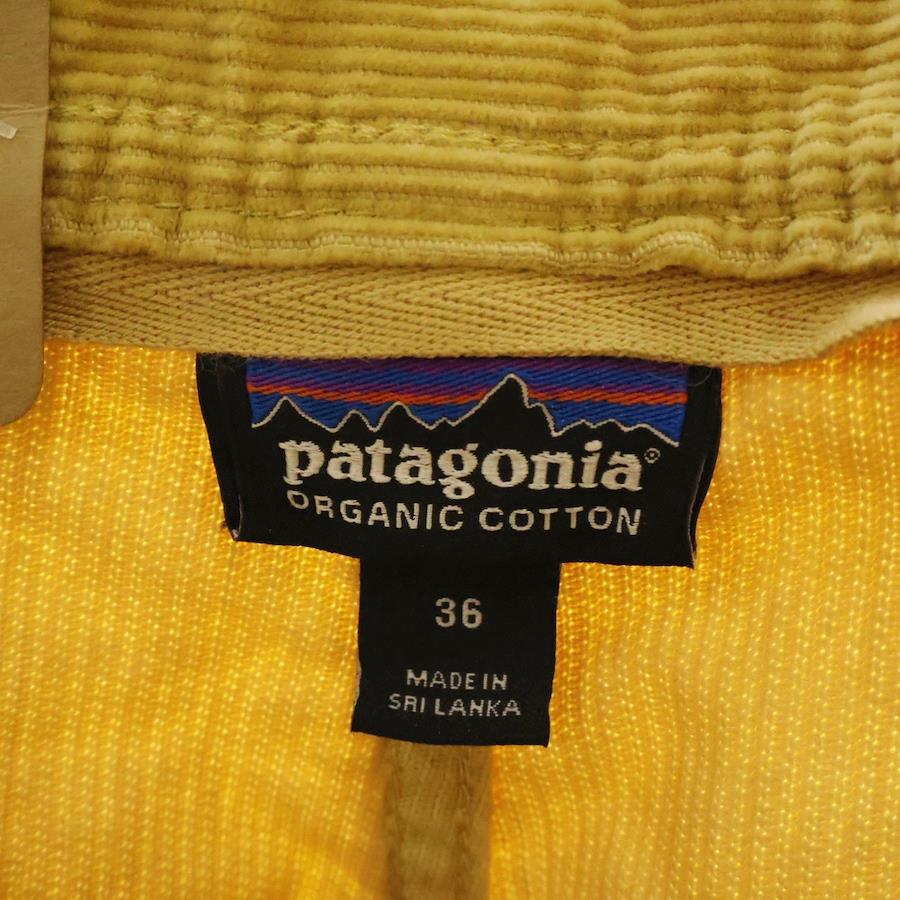 patagonia®
ORGANIC COTTON
36
MADE IN
SRI LANKA